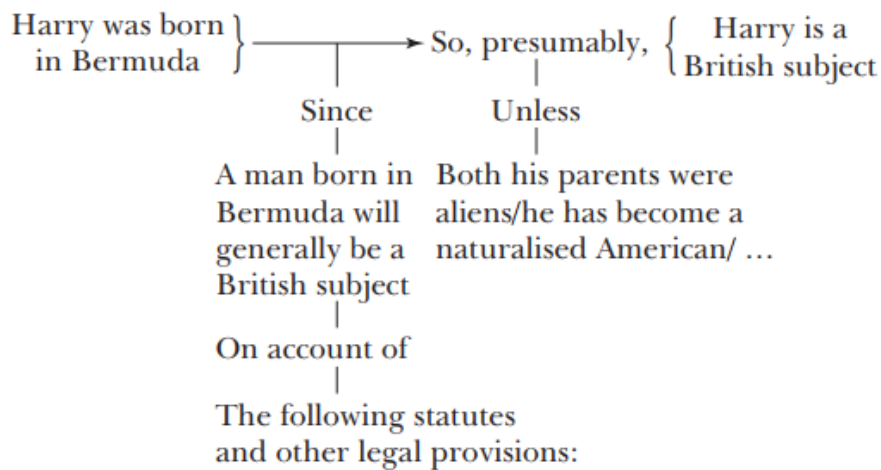 Harry was born
in Bermuda
So, presumably,
Harry is a
British subject
Since
Unless
A man born in
Bermuda will
generally be a
British subject
Both his parents were
aliens/he has become a
naturalised American/ …
On account of
The following statutes
and other legal provisions: